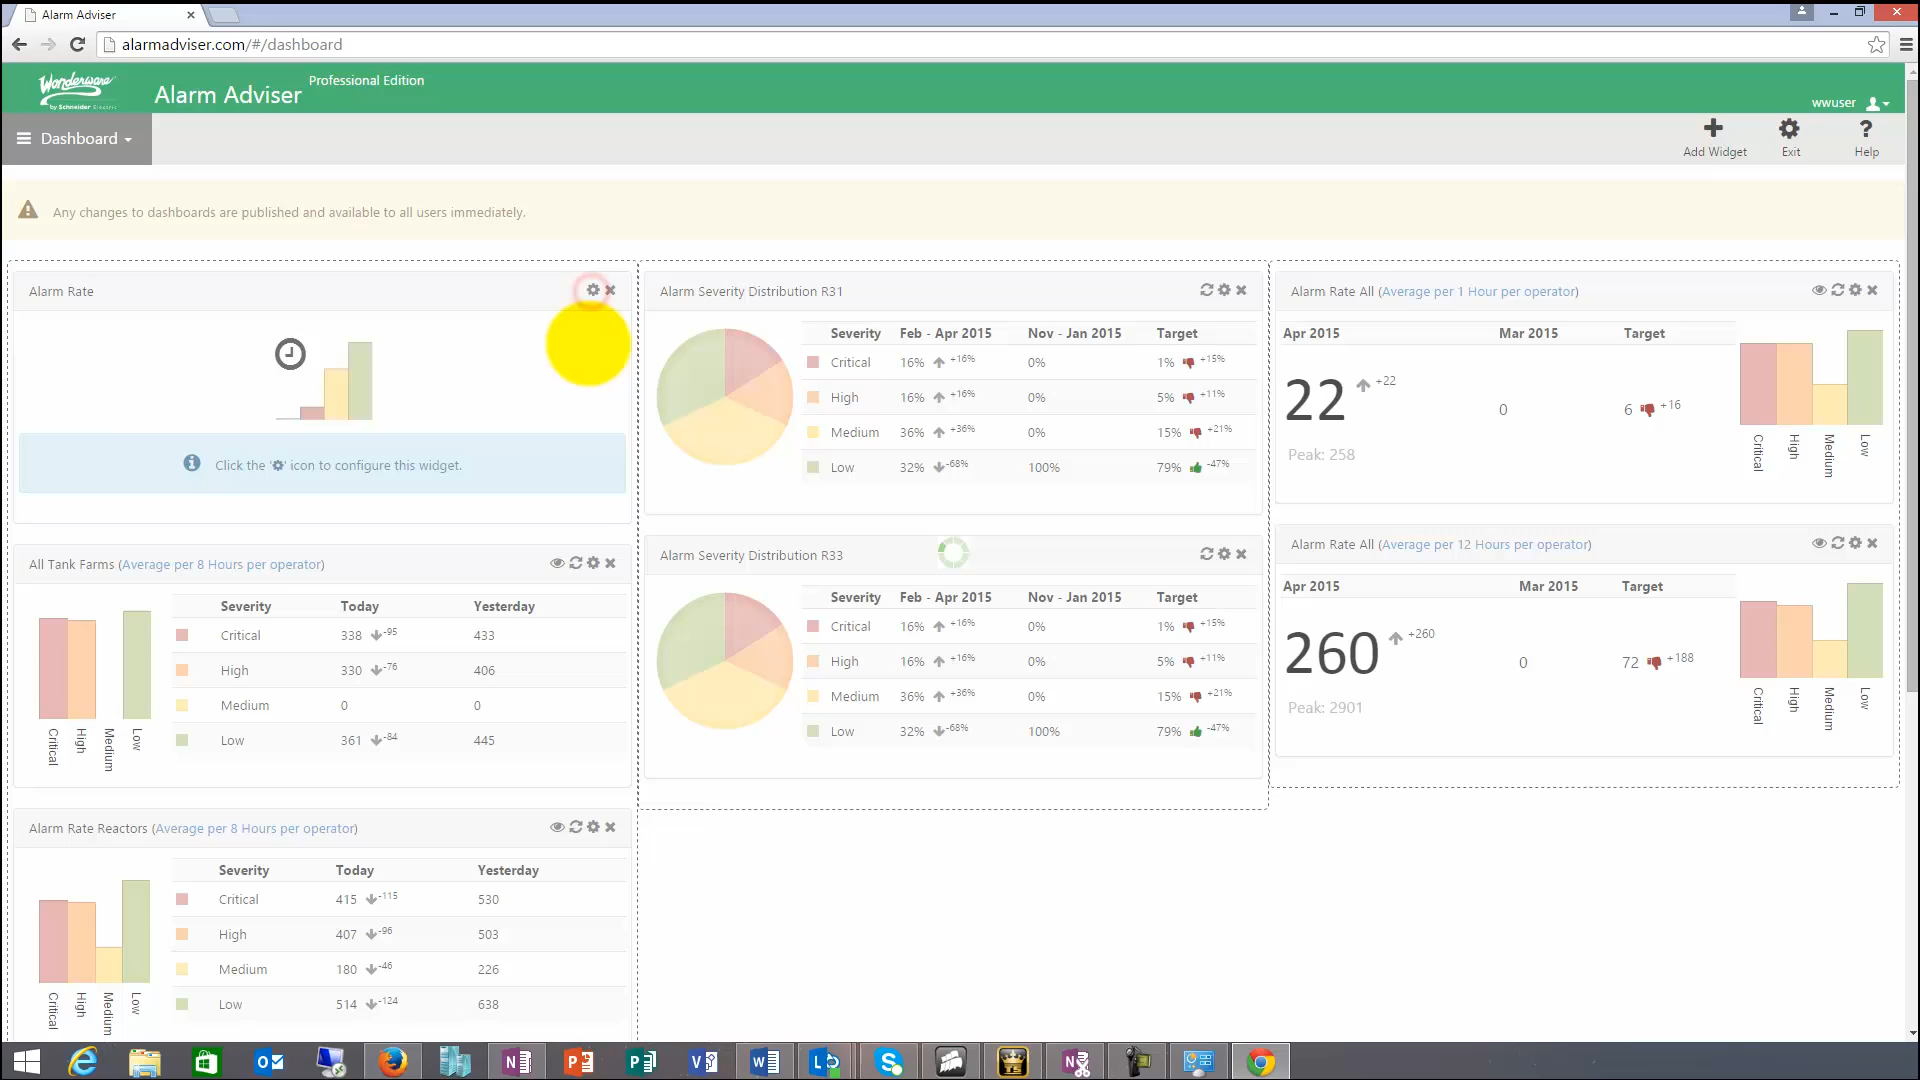 Alarm Adviser
alarmadviser.com/#/dashboard
Wonderware
by Schneider Electric
Alarm Adviser
Professional Edition
wwuser
Dashboard
Add Widget
Exit
? Help
Any changes to dashboards are published and available to all users immediately.
Alarm Rate
Click the ' ' icon to configure this widget.
All Tank Farms (Average per 8 Hours per operator)
Severity Today Yesterday
Critical 338 -95 433
High 330 -76 406
Medium 0 0
Low 361 -84 445
Critical
High
Medium
Low
Alarm Rate Reactors (Average per 8 Hours per operator)
Severity Today Yesterday
Critical 415 -115 530
High 407 -96 503
Medium 180 -46 226
Low 514 -124 638
Critical
High
Medium
Low
Alarm Severity Distribution R31
Severity Feb - Apr 2015 Nov - Jan 2015 Target
Critical 16% +16% 0% 1% +15%
High 16% +16% 0% 5% +11%
Medium 36% +36% 0% 15% +21%
Low 32% -68% 100% 79% -47%
Alarm Severity Distribution R33
Severity Feb - Apr 2015 Nov - Jan 2015 Target
Critical 16% +16% 0% 1% +15%
High 16% +16% 0% 5% +11%
Medium 36% +36% 0% 15% +21%
Low 32% -68% 100% 79% -47%
Alarm Rate All (Average per 1 Hour per operator)
Apr 2015 Mar 2015 Target
22 +22 0 6 +16
Peak: 258
Critical
High
Medium
Low
Alarm Rate All (Average per 12 Hours per operator)
Apr 2015 Mar 2015 Target
260 +260 0 72 +188
Peak: 2901
Critical
High
Medium
Low